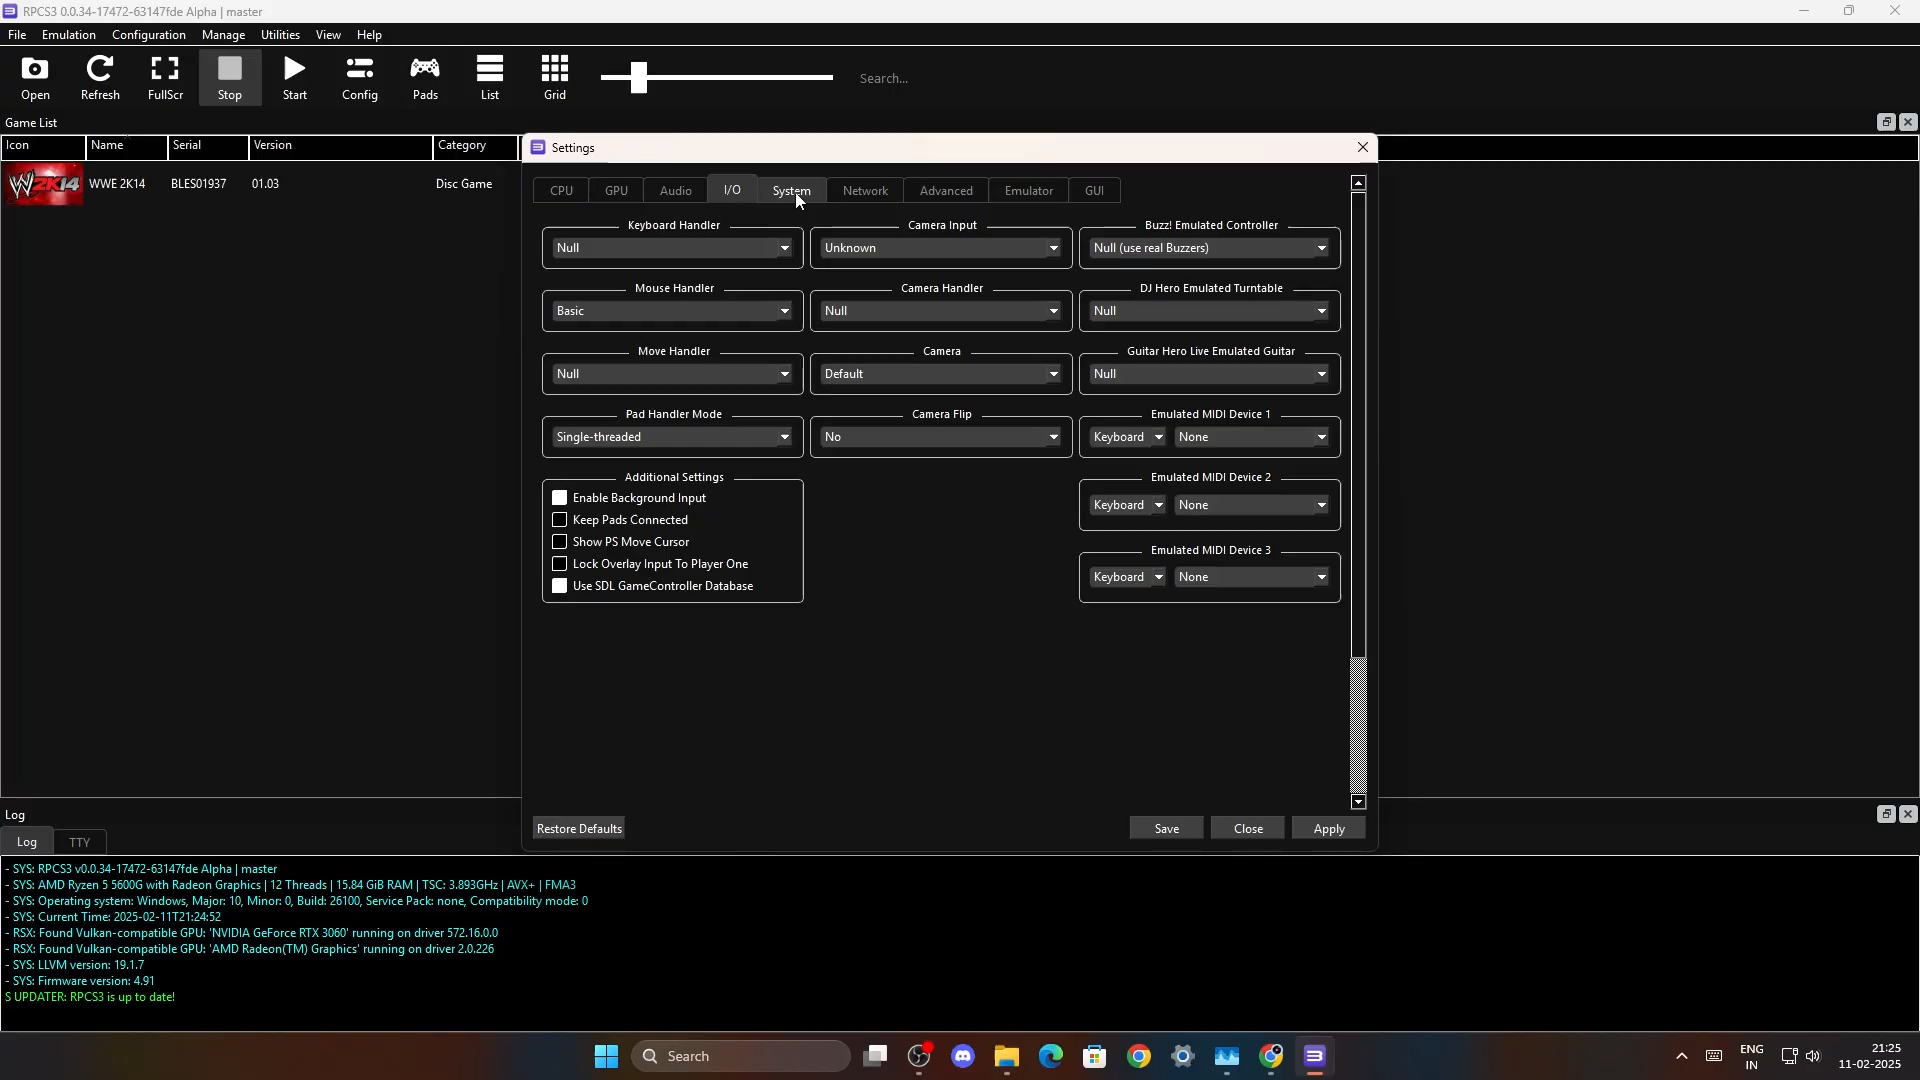 RPCS3 0.0.34-17472-63147fde Alpha | master
File Emulation Configuration Manage Utilities View Help
Open Refresh FullScr Stop Start Config Pads List Grid Search...
Game List
Icon Name Serial Version Category
WWE 2K14 BLES01937 01.03 Disc Game
W 2K14
Settings
CPU GPU Audio I/O System Network Advanced Emulator GUI
Keyboard Handler Camera Input Buzz! Emulated Controller
Null Unknown Null (use real Buzzers)
Mouse Handler Camera Handler DJ Hero Emulated Turntable
Basic Null Null
Move Handler Camera Guitar Hero Live Emulated Guitar
Null Default Null
Pad Handler Mode Camera Flip Emulated MIDI Device 1
Single-threaded No Keyboard None
Additional Settings Emulated MIDI Device 2
Enable Background Input Keyboard None
Keep Pads Connected
Show PS Move Cursor Emulated MIDI Device 3
Lock Overlay Input To Player One Keyboard None
Use SDL GameController Database
Restore Defaults Save Close Apply
Log
Log TTY
- SYS: RPCS3 v0.0.34-17472-63147fde Alpha | master
- SYS: AMD Ryzen 5 5600G with Radeon Graphics | 12 Threads | 15.84 GiB RAM | TSC: 3.893GHz | AVX+ | FMA3
- SYS: Operating system: Windows, Major: 10, Minor: 0, Build: 26100, Service Pack: none, Compatibility mode: 0
- SYS: Current Time: 2025-02-11T21:24:52
- RSX: Found Vulkan-compatible GPU: 'NVIDIA GeForce RTX 3060' running on driver 572.16.0.0
- RSX: Found Vulkan-compatible GPU: 'AMD Radeon(TM) Graphics' running on driver 2.0.226
- SYS: LLVM version: 19.1.7
- SYS: Firmware version: 4.91
S UPDATER: RPCS3 is up to date!
Search ENG 21:25
IN 11-02-2025